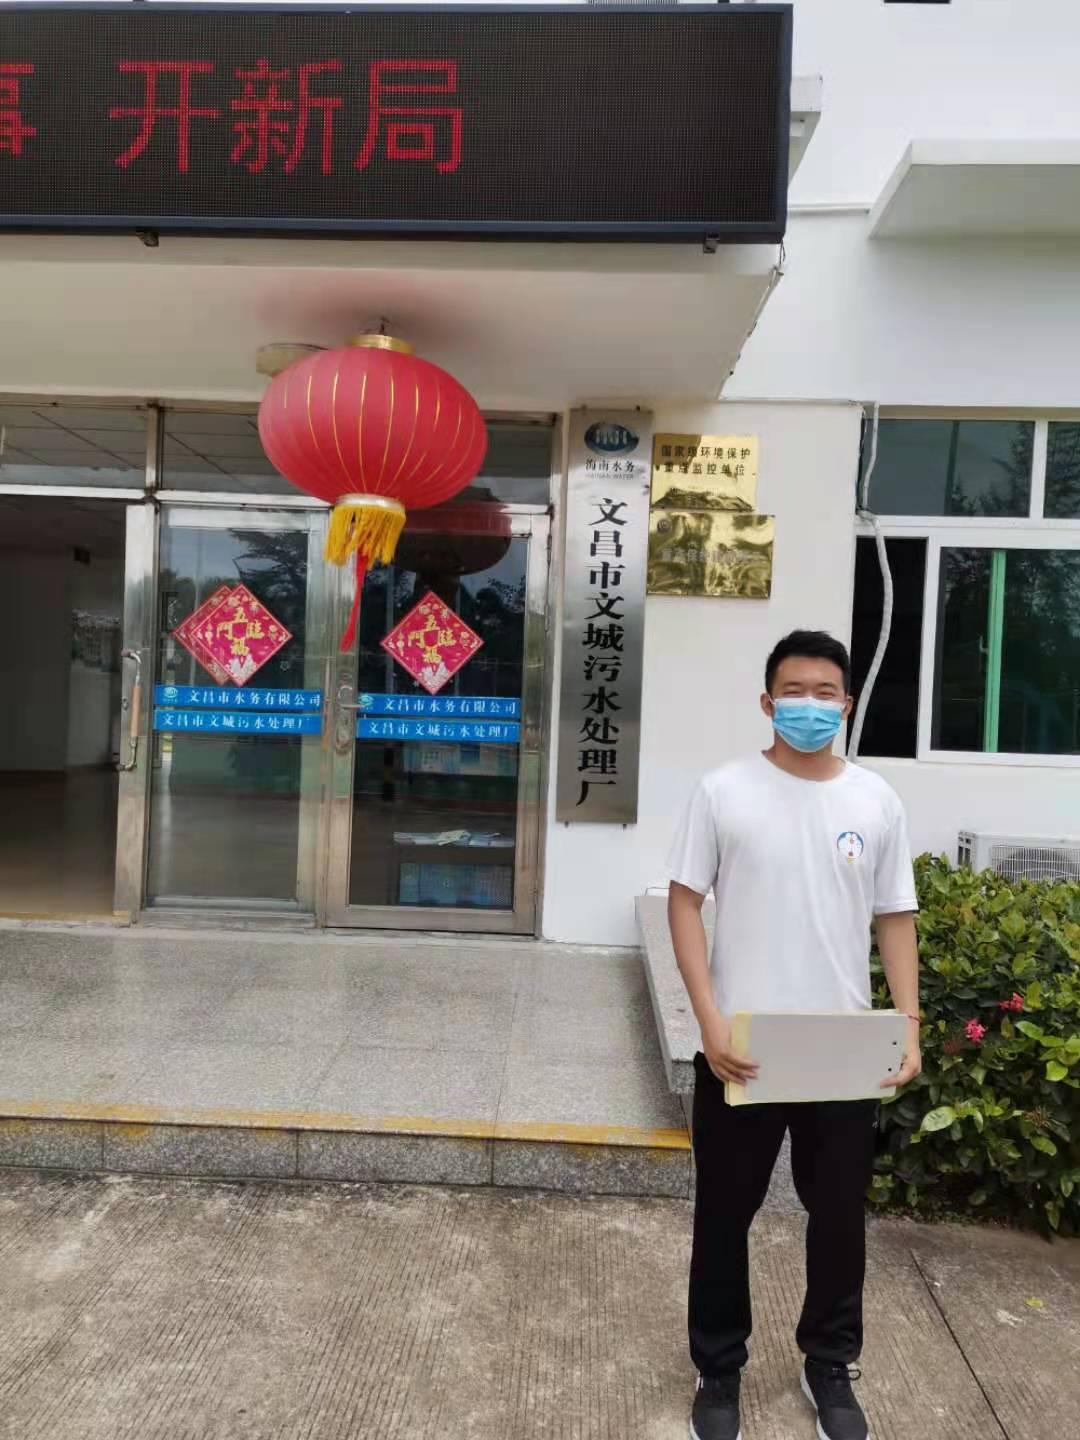 开新局
海南水务
HAINAN WATER
文昌市文城污水处理厂
国家级环境保护
重点监控单位
五福临门
五福临门
文昌市水务有限公司
文昌市文城污水处理厂
文昌市水务有限公司
文昌市文城污水处理厂